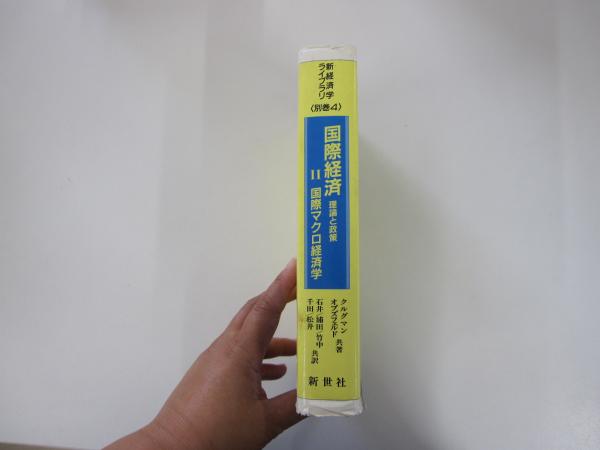 新経済学
ライブラリ
〈別巻4〉
国際経済
理論と政策
II
国際マクロ経済学
クルグマン
オブズフェルド
共著
石井/浦田/竹中
千田/松井
共訳
新世社